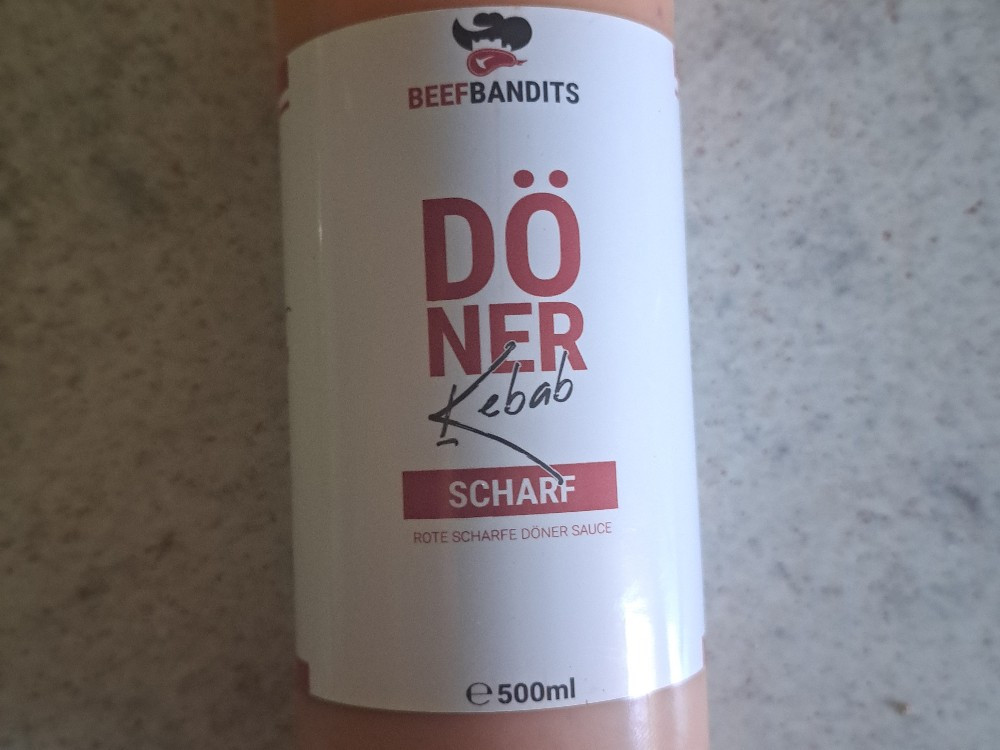 BEEFBANDITS
DÖ
NER
Kebab
SCHARF
ROTE SCHARFE DÖNER SAUCE
℮ 500ml